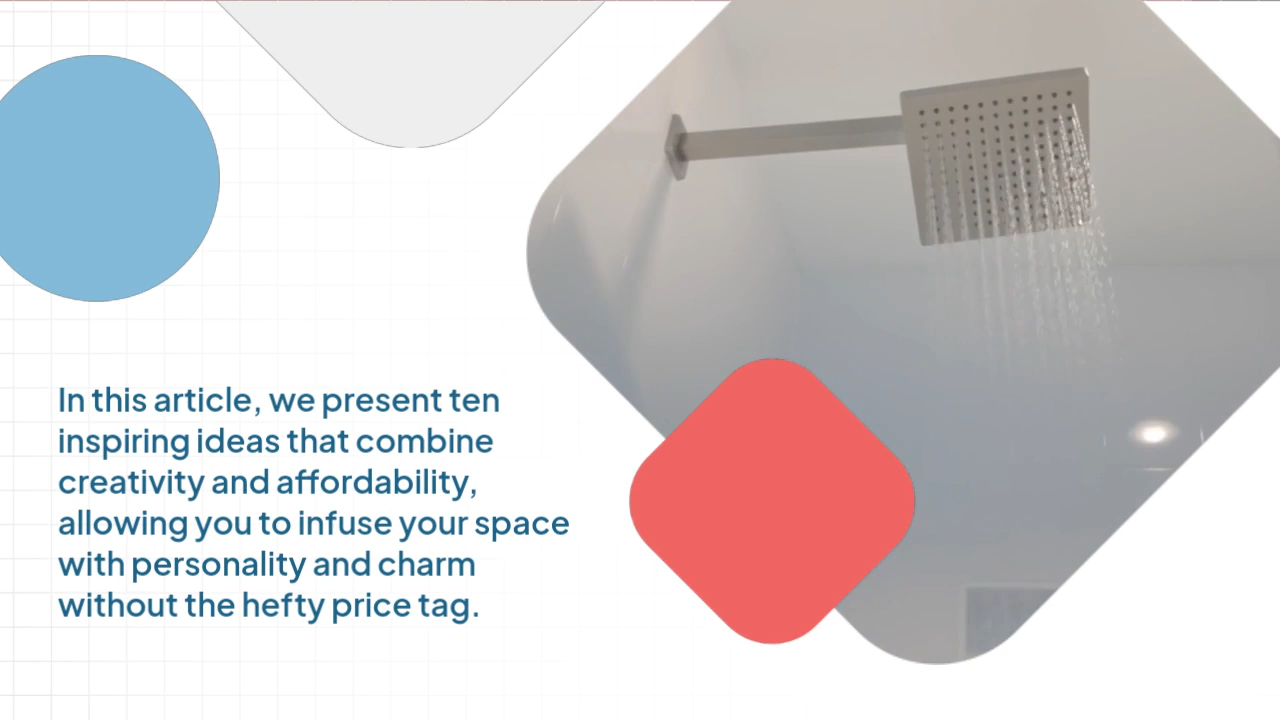 In this article, we present ten
inspiring ideas that combine
creativity and affordability,
allowing you to infuse your space
with personality and charm
without the hefty price tag.